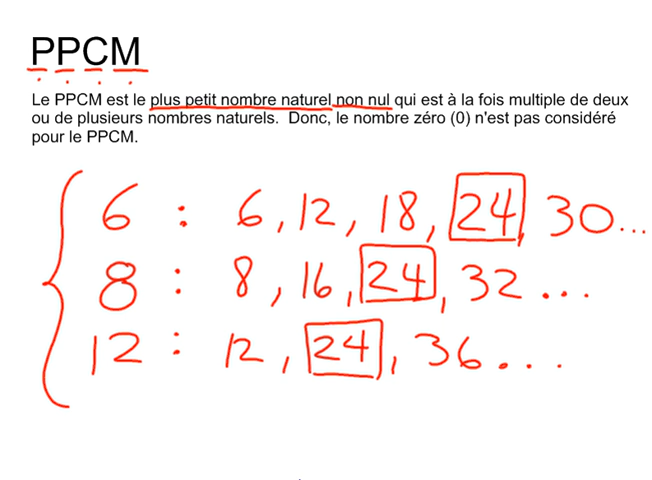 PPCM
Le PPCM est le plus petit nombre naturel non nul qui est à la fois multiple de deux
ou de plusieurs nombres naturels. Donc, le nombre zéro (0) n'est pas considéré
pour le PPCM.
6 : 6, 12, 18, 24, 30...
8 : 8, 16, 24, 32...
12 : 12, 24, 36...